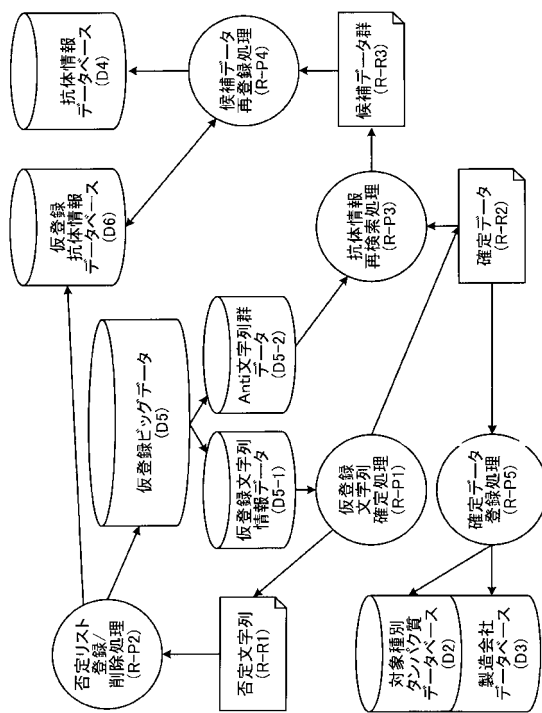 否定リスト
登録/
削除処理
(R-P2)
仮登録
抗体情報
データベース
(D6)
抗体情報
データベース
(D4)
仮登録ビッグデータ
(D5)
候補データ
再登録処理
(R-P4)
仮登録文字列
情報データ
(D5-1)
Anti文字列群
データ
(D5-2)
否定文字列
(R-R1)
仮登録
文字列
確定処理
(R-P1)
抗体情報
再検索処理
(R-P3)
候補データ群
(R-R3)
対象種別
タンパク質
データベース
(D2)
製造会社
データベース
(D3)
確定データ
登録処理
(R-P5)
確定データ
(R-R2)